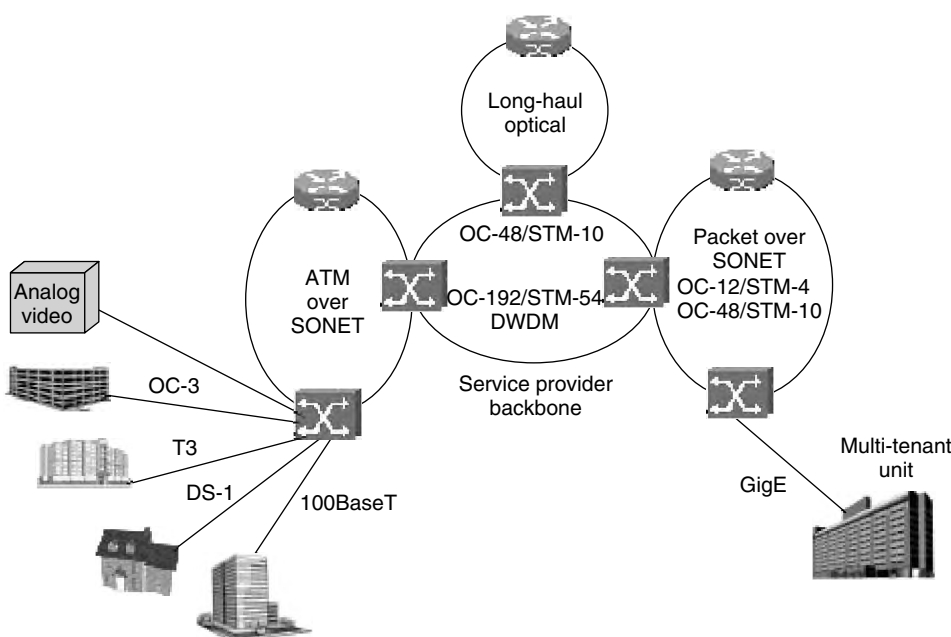 Long-haul
optical
OC-48/STM-10
Packet over
SONET
OC-12/STM-4
OC-48/STM-10
ATM
over
SONET
OC-192/STM-54
DWDM
Service provider
backbone
Analog
video
OC-3
T3
DS-1
100BaseT
GigE
Multi-tenant
unit